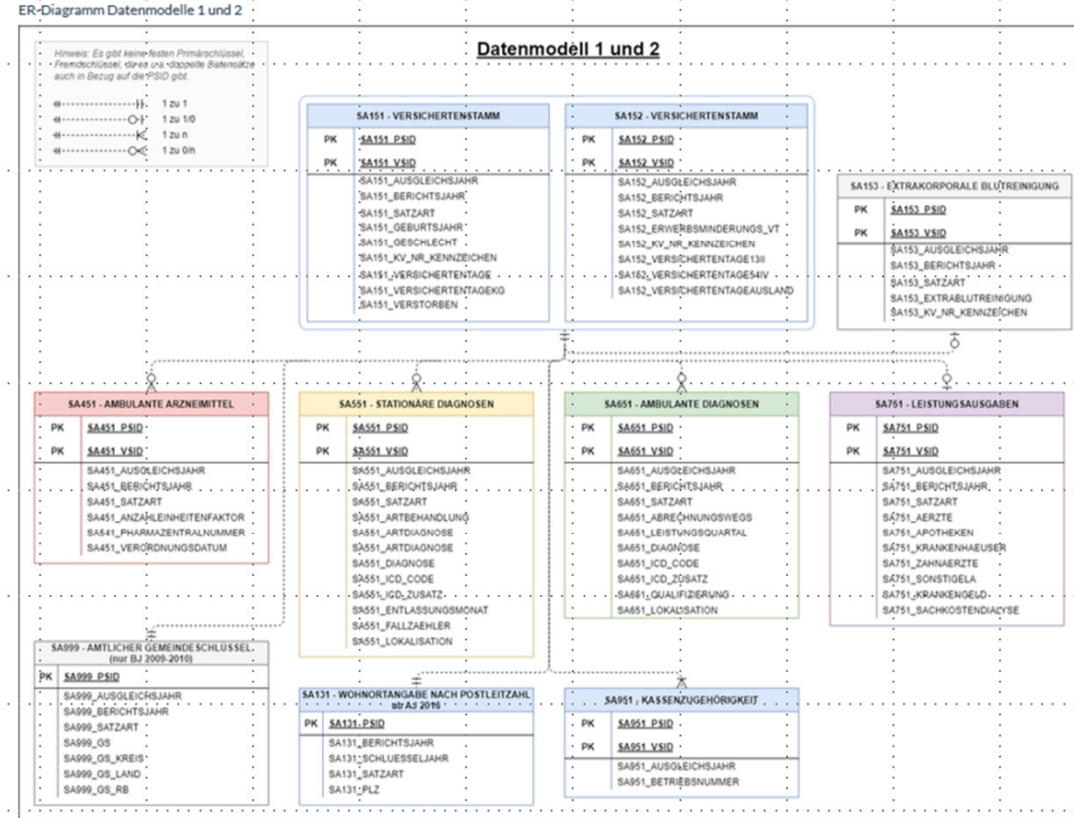 ER-Diagramm Datenmodelle 1 und 2
Datenmodell 1 und 2
Hinweis: Es gibt keine festen Primärschlüssel,
Fremdschlüssel, da es u.a. doppelte Datensätze
auch in Bezug auf die PSID gibt.
1 zu 1
1 zu 1/0
1 zu n
1 zu 0/n
SA151 - VERSICHERTENSTAMM
PK SA151_PSID
PK SA151_VSID
SA151_AUSGLEICHSJAHR
SA151_BERICHTSJAHR
SA151_SATZART
SA151_GEBURTSJAHR
SA151_GESCHLECHT
SA151_KV_NR_KENNZEICHEN
SA151_VERSICHERTENTAGE
SA151_VERSICHERTENTAGEKG
SA151_VERSTORBEN
SA152 - VERSICHERTENSTAMM
PK SA152_PSID
PK SA152_VSID
SA152_AUSGLEICHSJAHR
SA152_BERICHTSJAHR
SA152_SATZART
SA152_ERWERBSMINDERUNGS_VT
SA152_KV_NR_KENNZEICHEN
SA152_VERSICHERTENTAGE13II
SA152_VERSICHERTENTAGE54IV
SA152_VERSICHERTENTAGEAUSLAND
SA153 - EXTRAKORPORALE BLUTREINIGUNG
PK SA153_PSID
PK SA153_VSID
SA153_AUSGLEICHSJAHR
SA153_BERICHTSJAHR
SA153_SATZART
SA153_EXTRABLUTREINIGUNG
SA153_KV_NR_KENNZEICHEN
SA451 - AMBULANTE ARZNEIMITTEL
PK SA451_PSID
PK SA451_VSID
SA451_AUSGLEICHSJAHR
SA451_BERICHTSJAHR
SA451_SATZART
SA451_ANZAHLEINHEITENFAKTOR
SA541_PHARMAZENTRALNUMMER
SA451_VERORDNUNGSDATUM
SA551 - STATIONÄRE DIAGNOSEN
PK SA551_PSID
PK SA551_VSID
SA551_AUSGLEICHSJAHR
SA551_BERICHTSJAHR
SA551_SATZART
SA551_ARTBEHANDLUNG
SA551_ARTDIAGNOSE
SA551_ARTDIAGNOSE
SA551_DIAGNOSE
SA551_ICD_CODE
SA551_ICD_ZUSATZ
SA551_ENTLASSUNGSMONAT
SA551_FALLZAEHLER
SA551_LOKALISATION
SA651 - AMBULANTE DIAGNOSEN
PK SA651_PSID
PK SA651_VSID
SA651_AUSGLEICHSJAHR
SA651_BERICHTSJAHR
SA651_SATZART
SA651_ABRECHNUNGSWEGS
SA651_LEISTUNGSQUARTAL
SA651_DIAGNOSE
SA651_ICD_CODE
SA651_ICD_ZUSATZ
SA651_QUALIFIZIERUNG
SA651_LOKALISATION
SA751 - LEISTUNGSAUSGABEN
PK SA751_PSID
PK SA751_VSID
SA751_AUSGLEICHSJAHR
SA751_BERICHTSJAHR
SA751_SATZART
SA751_AERZTE
SA751_APOTHEKEN
SA751_KRANKENHAEUSER
SA751_ZAHNAERZTE
SA751_SONSTIGELA
SA751_KRANKENGELD
SA751_SACHKOSTENDIALYSE
SA999 - AMTLICHER GEMEINDESCHLÜSSEL
(nur BJ 2009-2010)
PK SA999_PSID
SA999_AUSGLEICHSJAHR
SA999_BERICHTSJAHR
SA999_SATZART
SA999_GS
SA999_GS_KREIS
SA999_GS_LAND
SA999_GS_RB
SA131 - WOHNORTANGABE NACH POSTLEITZAHL
ab AJ 2016
PK SA131_PSID
SA131_BERICHTSJAHR
SA131_SCHLUESSELJAHR
SA131_SATZART
SA131_PLZ
SA951 - KASSENZUGEHÖRIGKEIT
PK SA951_PSID
PK SA951_VSID
SA951_AUSGLEICHSJAHR
SA951_BETRIEBSNUMMER